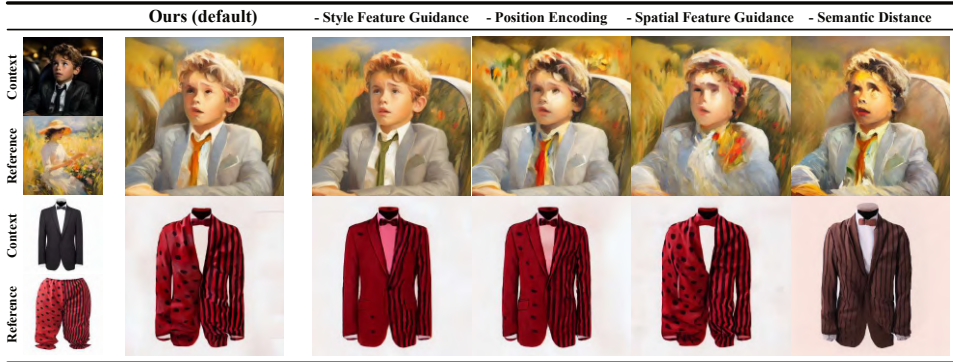 Ours (default) - Style Feature Guidance - Position Encoding - Spatial Feature Guidance - Semantic Distance
Context
Reference
Context
Reference